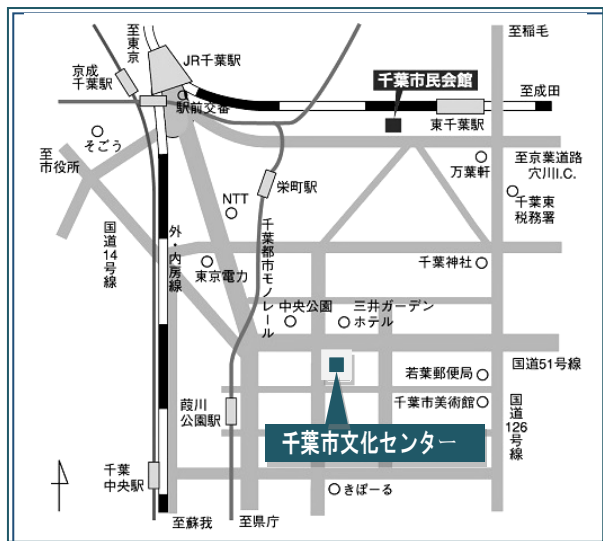 至東京
JR千葉駅
京成
千葉駅
駅前交番
千葉市民会館
至稲毛
至成田
東千葉駅
そごう
至
市役所
万葉軒
至京葉道路
穴川I.C.
千葉東
税務署
NTT
栄町駅
国道14号線
外・内房線
東京電力
千葉都市モノレール
千葉神社
中央公園
三井ガーデン
ホテル
国道51号線
若葉郵便局
千葉市美術館
国道126号線
葭川
公園駅
千葉市文化センター
千葉
中央駅
きぼーる
至蘇我
至県庁